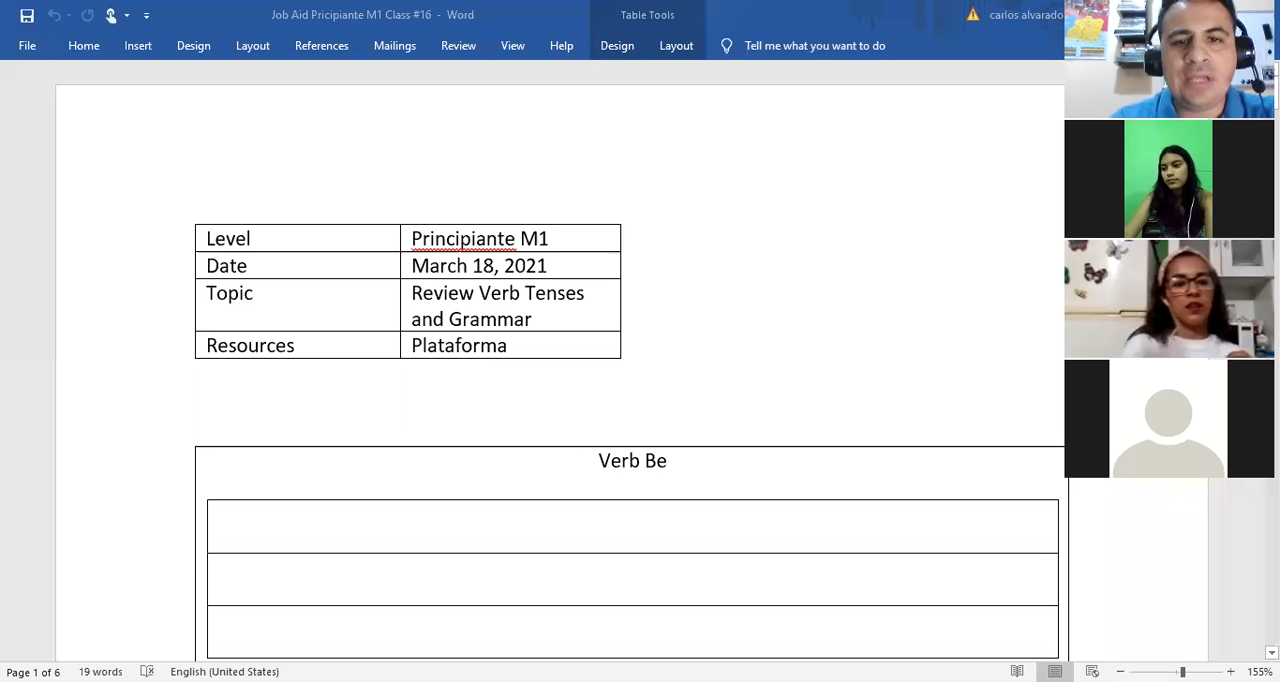 Job Aid Pricipiante M1 Class #16 - Word
Table Tools
carlos alvarado
File Home Insert Design Layout References Mailings Review View Help Design Layout Tell me what you want to do
Level Principiante M1
Date March 18, 2021
Topic Review Verb Tenses
and Grammar
Resources Plataforma
Verb Be
Page 1 of 6 19 words English (United States) 155%